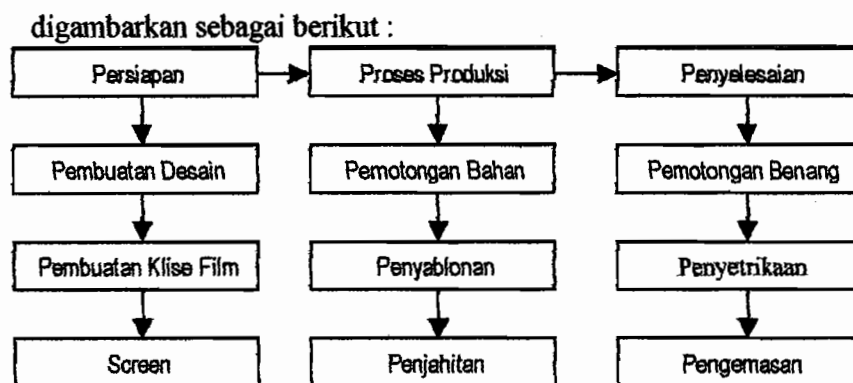 digambarkan sebagai berikut :
Persiapan
Proses Produksi
Penyelesaian
Pembuatan Desain
Pemotongan Bahan
Pemotongan Benang
Pembuatan Klise Film
Penyablonan
Penyetrikaan
Screen
Penjahitan
Pengemasan